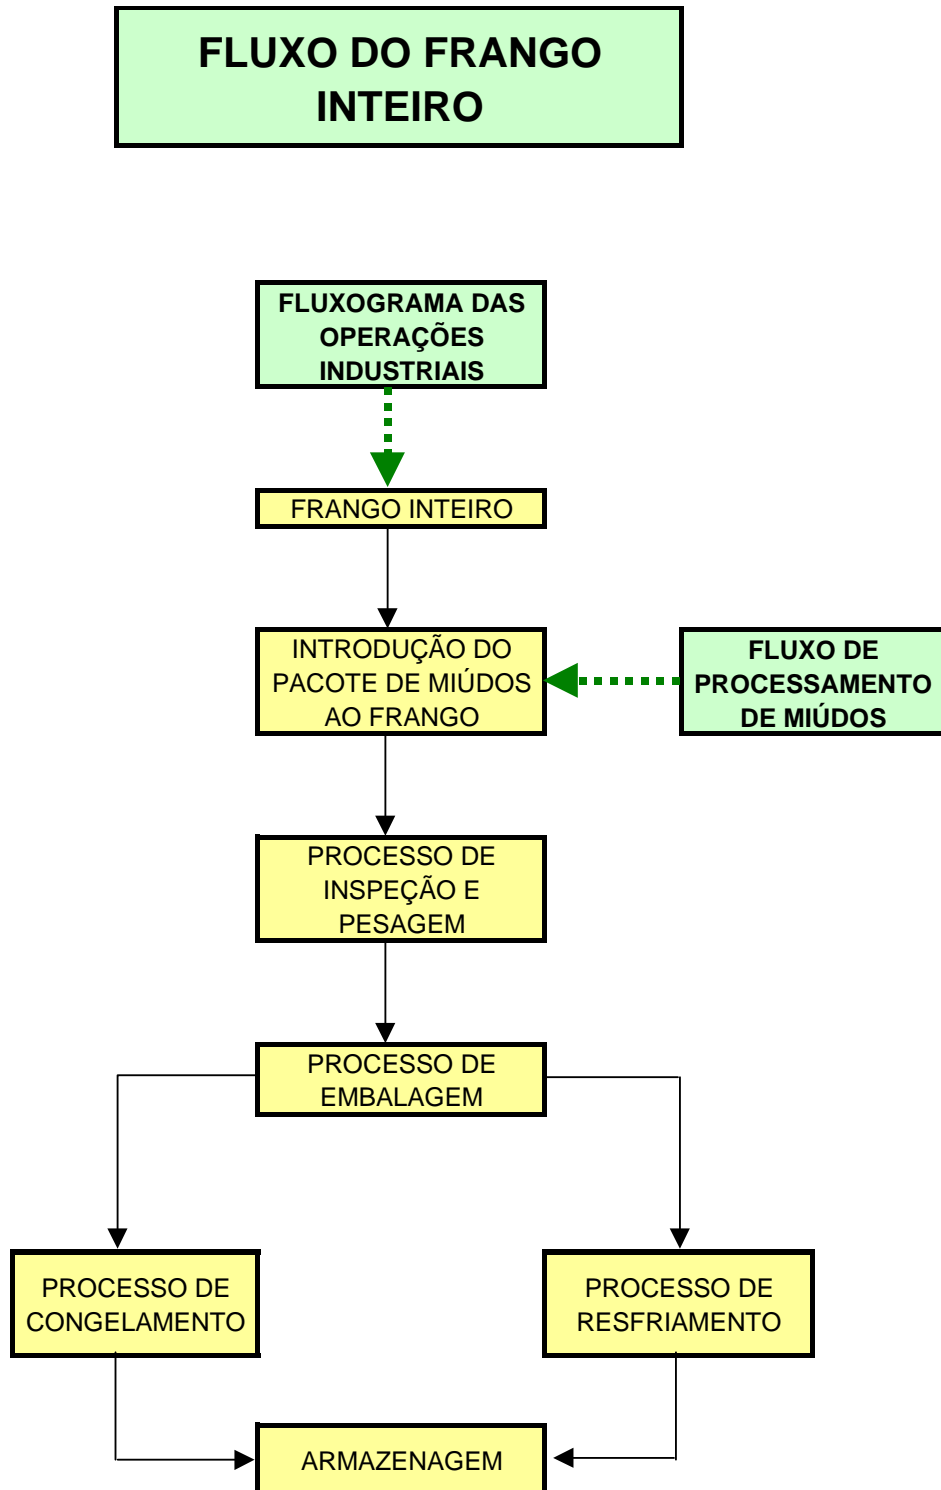 FLUXO DO FRANGO
INTEIRO
FLUXOGRAMA DAS
OPERAÇÕES
INDUSTRIAIS
FRANGO INTEIRO
INTRODUÇÃO DO
PACOTE DE MIÚDOS
AO FRANGO
FLUXO DE
PROCESSAMENTO
DE MIÚDOS
PROCESSO DE
INSPEÇÃO E
PESAGEM
PROCESSO DE
EMBALAGEM
PROCESSO DE
CONGELAMENTO
PROCESSO DE
RESFRIAMENTO
ARMAZENAGEM